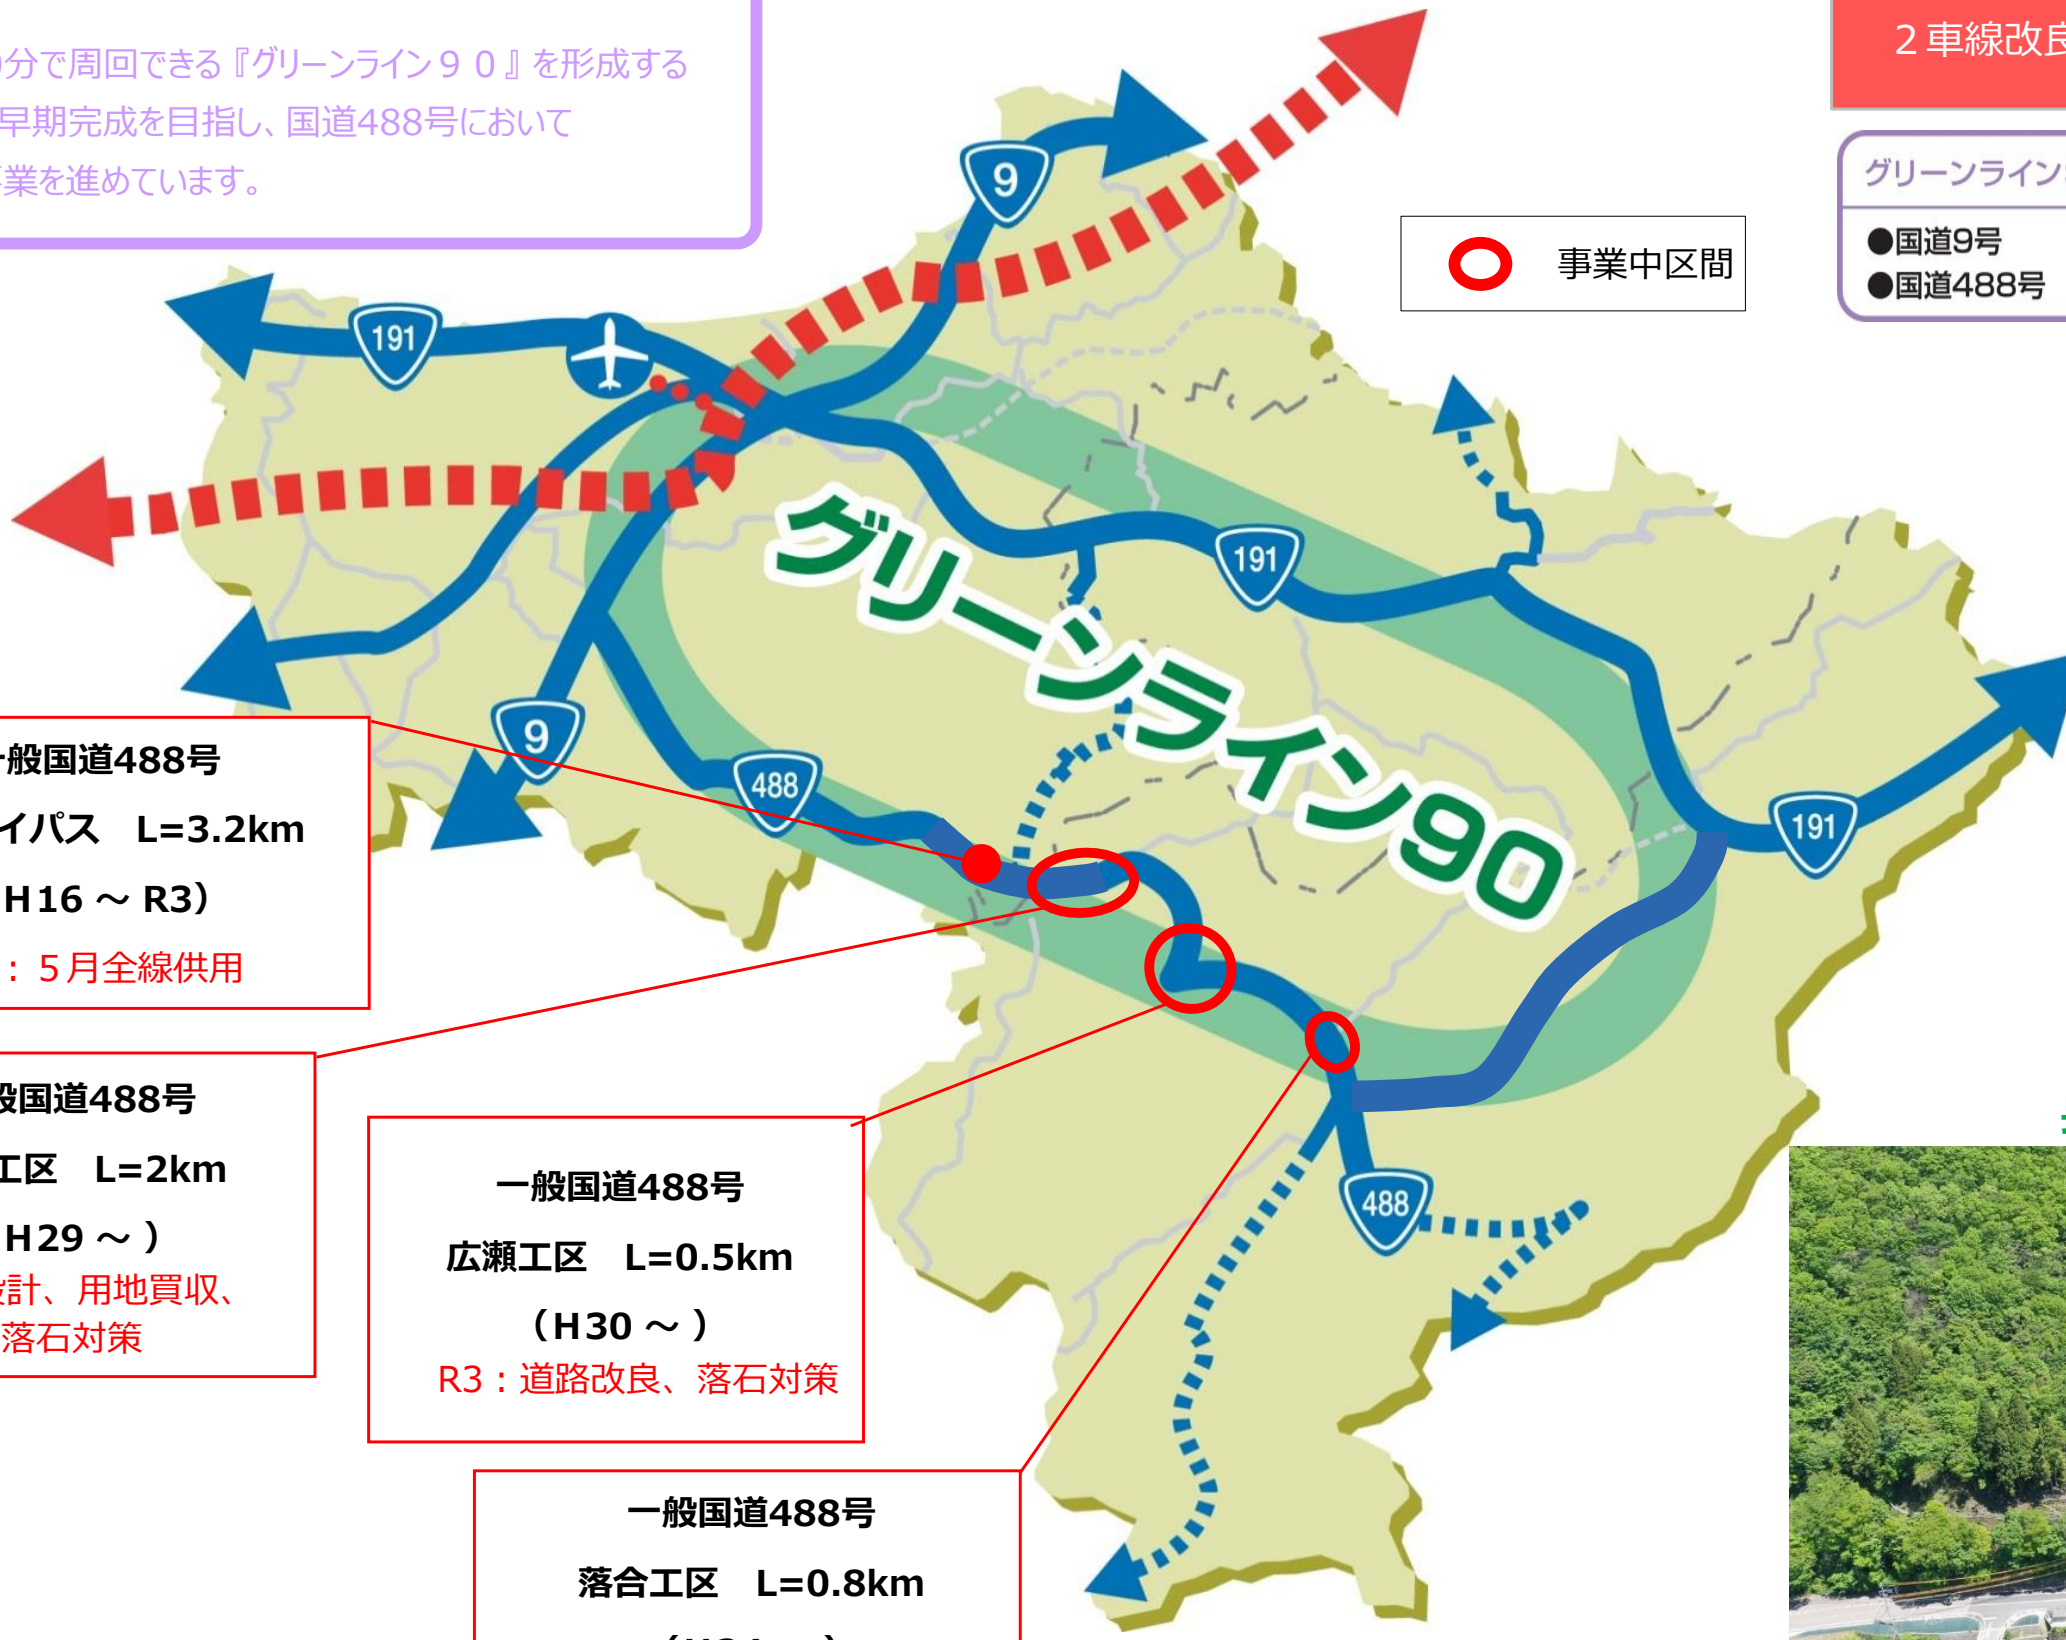 分で周回できる『グリーンライン９０』を形成する
早期完成を目指し、国道488号において
業を進めています。
２車線改良
グリーンライン
●国道9号
●国道488号
事業中区間
9
191
191
グリーンライン90
9
488
191
488
一般国道488号
イパス　L=3.2km
H16 ～ R3）
：５月全線供用
般国道488号
工区　L=2km
H29 ～ ）
設計、用地買収、
落石対策
一般国道488号
広瀬工区　L=0.5km
（H30 ～ ）
R3：道路改良、落石対策
一般国道488号
落合工区　L=0.8km